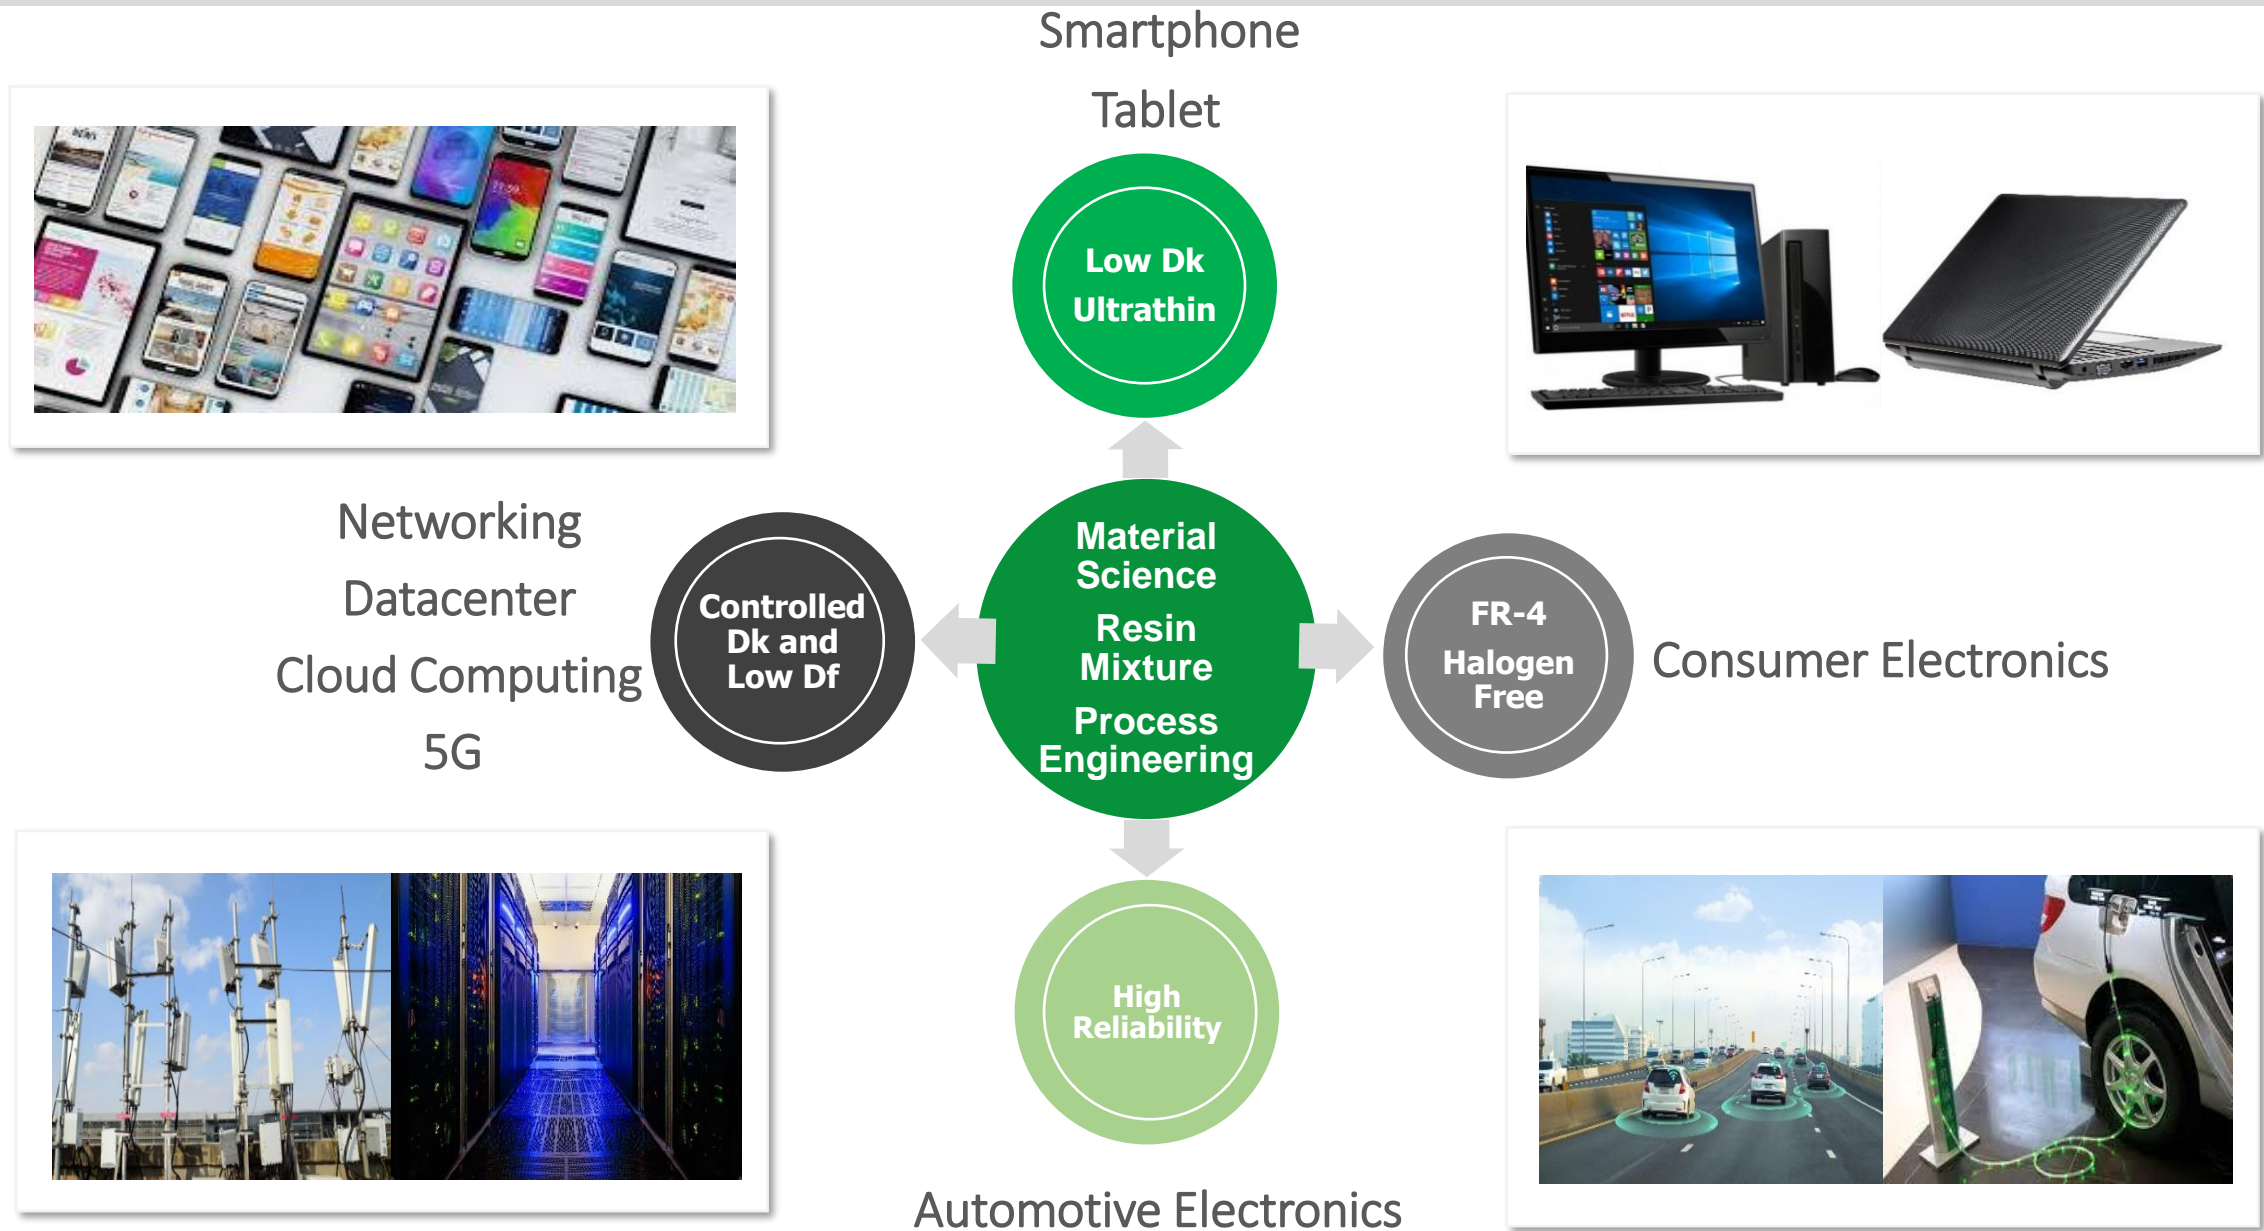 Smartphone
Tablet
Low Dk
Ultrathin
Networking
Datacenter
Cloud Computing
5G
Controlled
Dk and
Low Df
Material
Science
Resin
Mixture
Process
Engineering
FR-4
Halogen
Free
Consumer Electronics
High
Reliability
Automotive Electronics